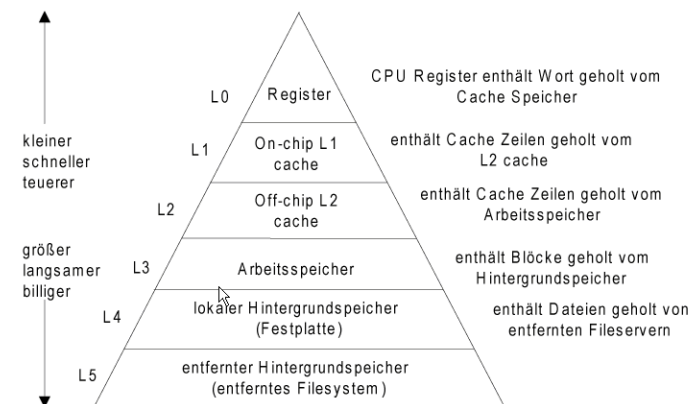 L0
Register
CPU Register enthält Wort geholt vom
Cache Speicher
kleiner
schneller
teuerer
L1
On-chip L1
cache
enthält Cache Zeilen geholt vom
L2 cache
L2
Off-chip L2
cache
enthält Cache Zeilen geholt vom
Arbeitsspeicher
größer
langsamer
billiger
L3
Arbeitsspeicher
enthält Blöcke geholt vom
Hintergrundspeicher
L4
lokaler Hintergrundspeicher
(Festplatte)
enthält Dateien geholt von
entfernten Fileservern
L5
entfernter Hintergrundspeicher
(entferntes Filesystem)